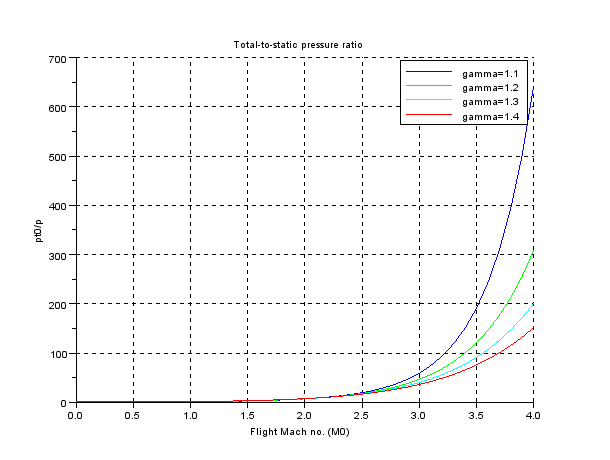 Total-to-static pressure ratio
700
600
500
400
300
200
100
0
pt0/p
gamma=1.1
gamma=1.2
gamma=1.3
gamma=1.4
0.0 0.5 1.0 1.5 2.0 2.5 3.0 3.5 4.0
Flight Mach no. (M0)